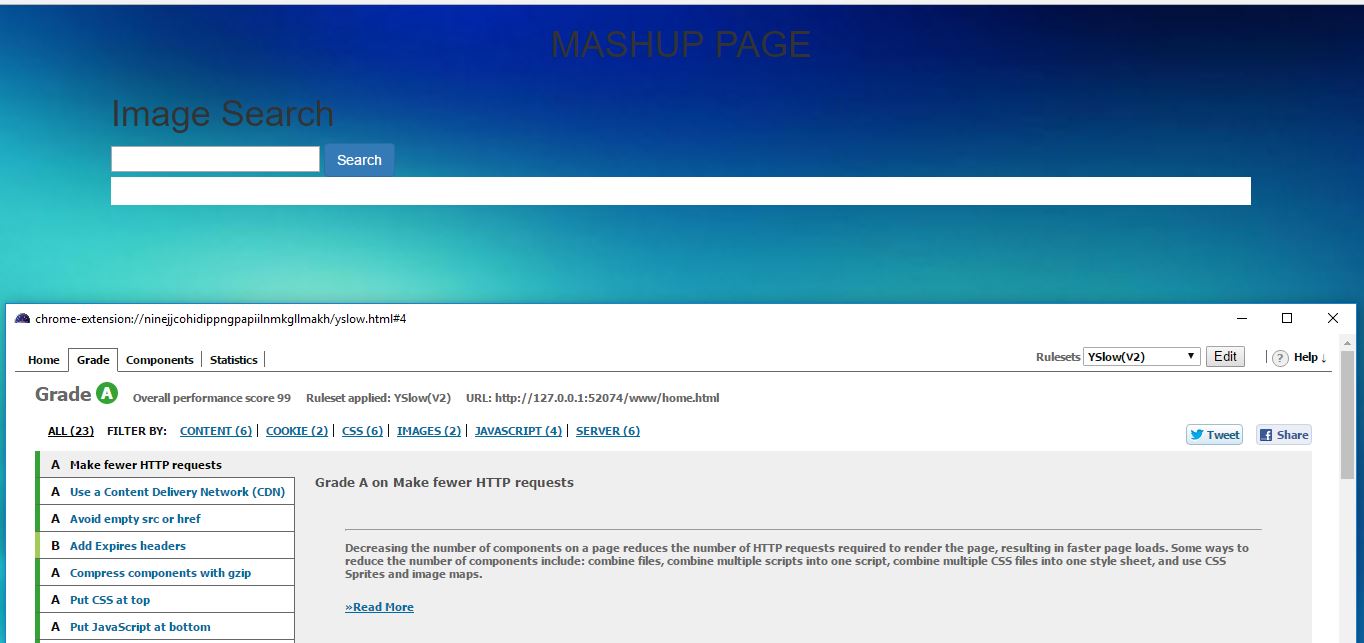 MASHUP PAGE
Image Search
Search
chrome-extension://ninejjcohidippngpapiilnmkgllmakh/yslow.html#4
Home Grade Components Statistics Rulesets YSlow(V2) Edit ? Help ↓
Grade A Overall performance score 99 Ruleset applied: YSlow(V2) URL: http://127.0.0.1:52074/www/home.html
ALL (23) FILTER BY: CONTENT (6) COOKIE (2) CSS (6) IMAGES (2) JAVASCRIPT (4) SERVER (6) Tweet Share
A Make fewer HTTP requests
A Use a Content Delivery Network (CDN)
A Avoid empty src or href
B Add Expires headers
A Compress components with gzip
A Put CSS at top
A Put JavaScript at bottom
Grade A on Make fewer HTTP requests
Decreasing the number of components on a page reduces the number of HTTP requests required to render the page, resulting in faster page loads. Some ways to
reduce the number of components include: combine files, combine multiple scripts into one script, combine multiple CSS files into one style sheet, and use CSS
Sprites and image maps.
»Read More